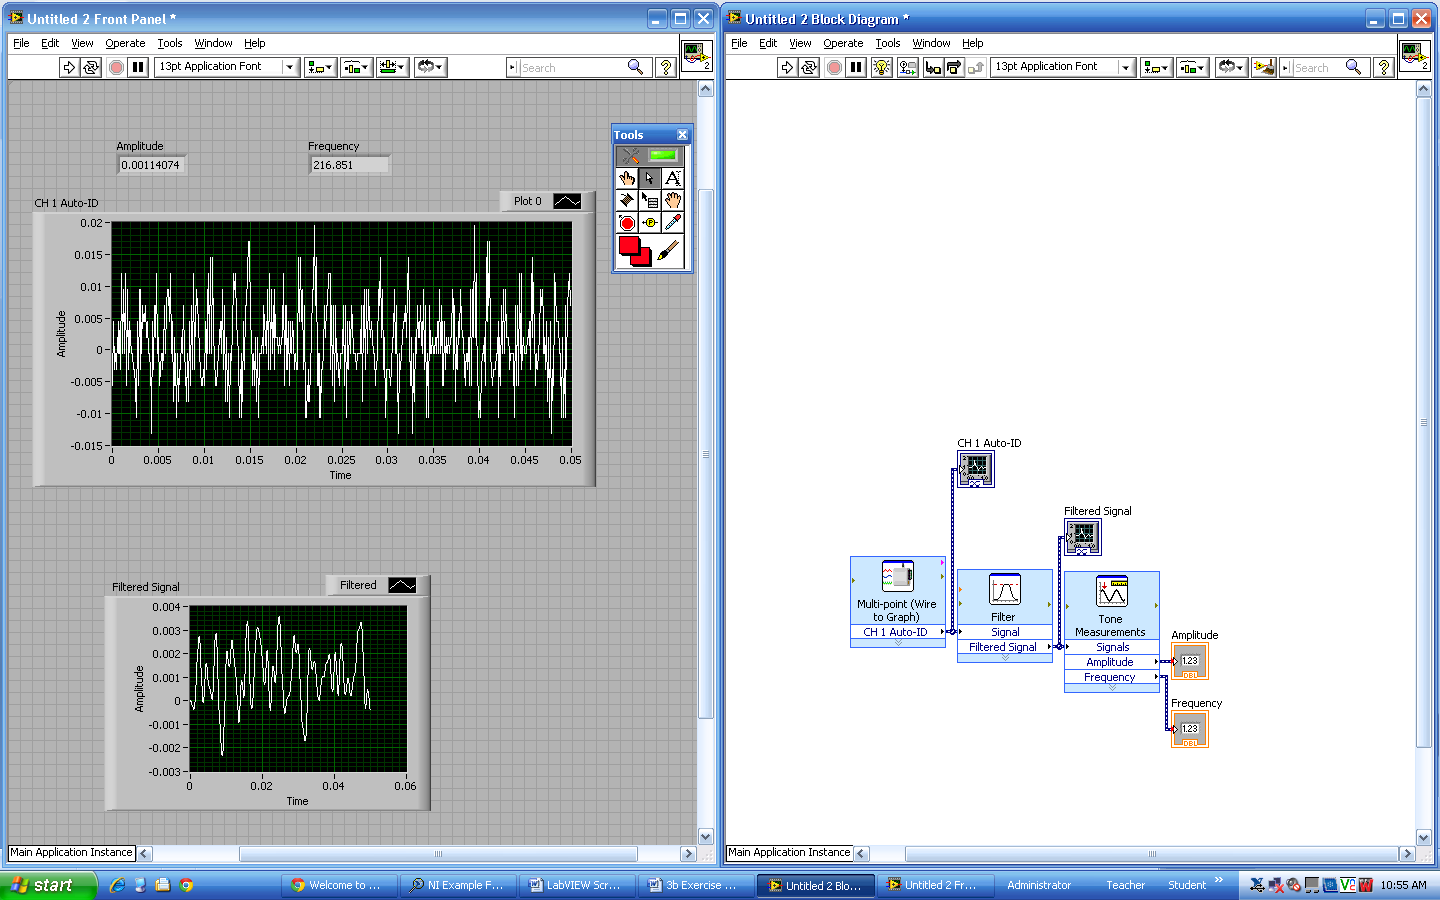 Untitled 2 Front Panel *
File Edit View Operate Tools Window Help
13pt Application Font
Search
?
2
Amplitude
0.00114074
Frequency
216.851
Tools
A
P
CH 1 Auto-ID
Plot 0
Amplitude
0.02
0.015
0.01
0.005
0
-0.005
-0.01
-0.015
0 0.005 0.01 0.015 0.02 0.025 0.03 0.035 0.04 0.045 0.05
Time
Filtered Signal
Filtered
Amplitude
0.004
0.003
0.002
0.001
0
-0.001
-0.002
-0.003
0 0.02 0.04 0.06
Time
Main Application Instance
Untitled 2 Block Diagram *
File Edit View Operate Tools Window Help
13pt Application Font
Search
?
2
CH 1 Auto-ID
Filtered Signal
Multi-point (Wire
to Graph)
CH 1 Auto-ID
Filter
Signal
Filtered Signal
Tone
Measurements
Signals
Amplitude
Frequency
Amplitude
1.23
DBL
Frequency
1.23
DBL
Main Application Instance
start
Welcome to ...
NI Example F...
LabVIEW Scr...
3b Exercise ...
Untitled 2 Blo...
Untitled 2 Fr...
Administrator
Teacher
Student
»
10:55 AM